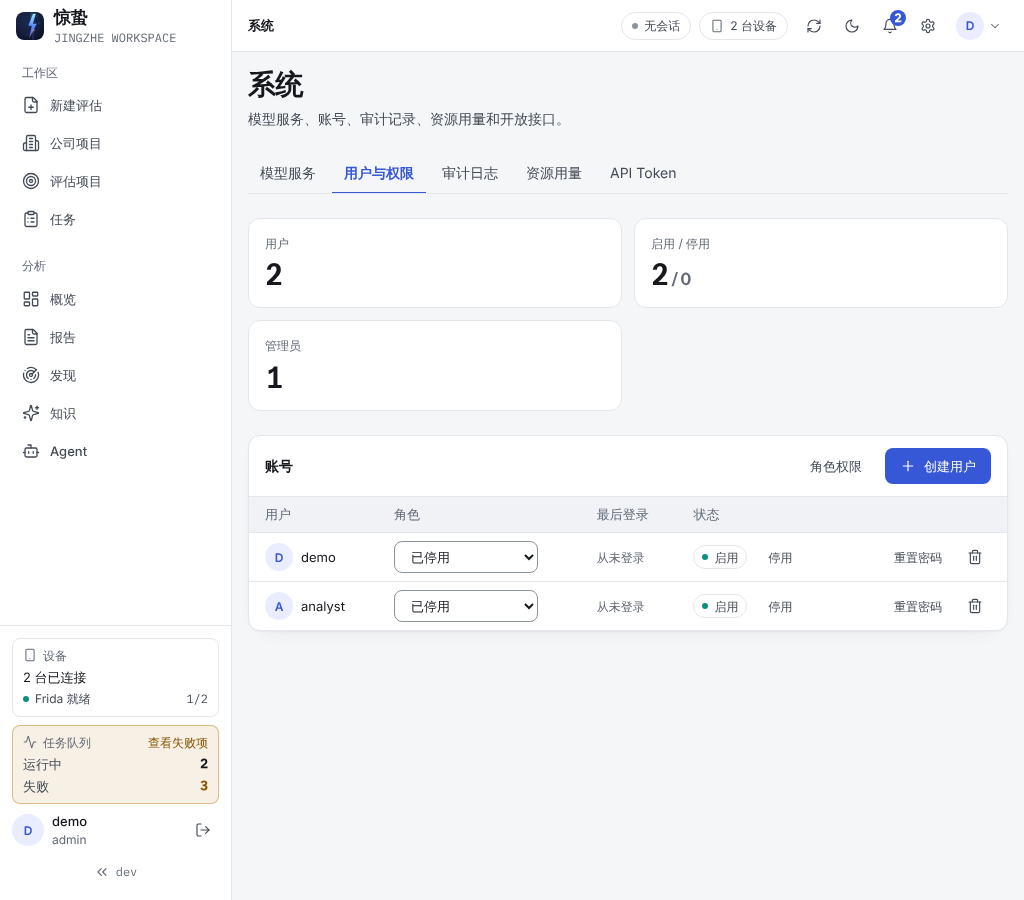 惊蛰
JINGZHE WORKSPACE
工作区
新建评估
公司项目
评估项目
任务
分析
概览
报告
发现
知识
Agent
设备
2 台已连接
Frida 就绪 1/2
任务队列 查看失败项
运行中 2
失败 3
D demo
admin
dev
系统 无会话 2 台设备 2 D
系统
模型服务、账号、审计记录、资源用量和开放接口。
模型服务 用户与权限 审计日志 资源用量 API Token
用户
2
启用 / 停用
2 / 0
管理员
1
账号 角色权限 创建用户
用户 角色 最后登录 状态
D demo 已停用 从未登录 启用 停用 重置密码
A analyst 已停用 从未登录 启用 停用 重置密码